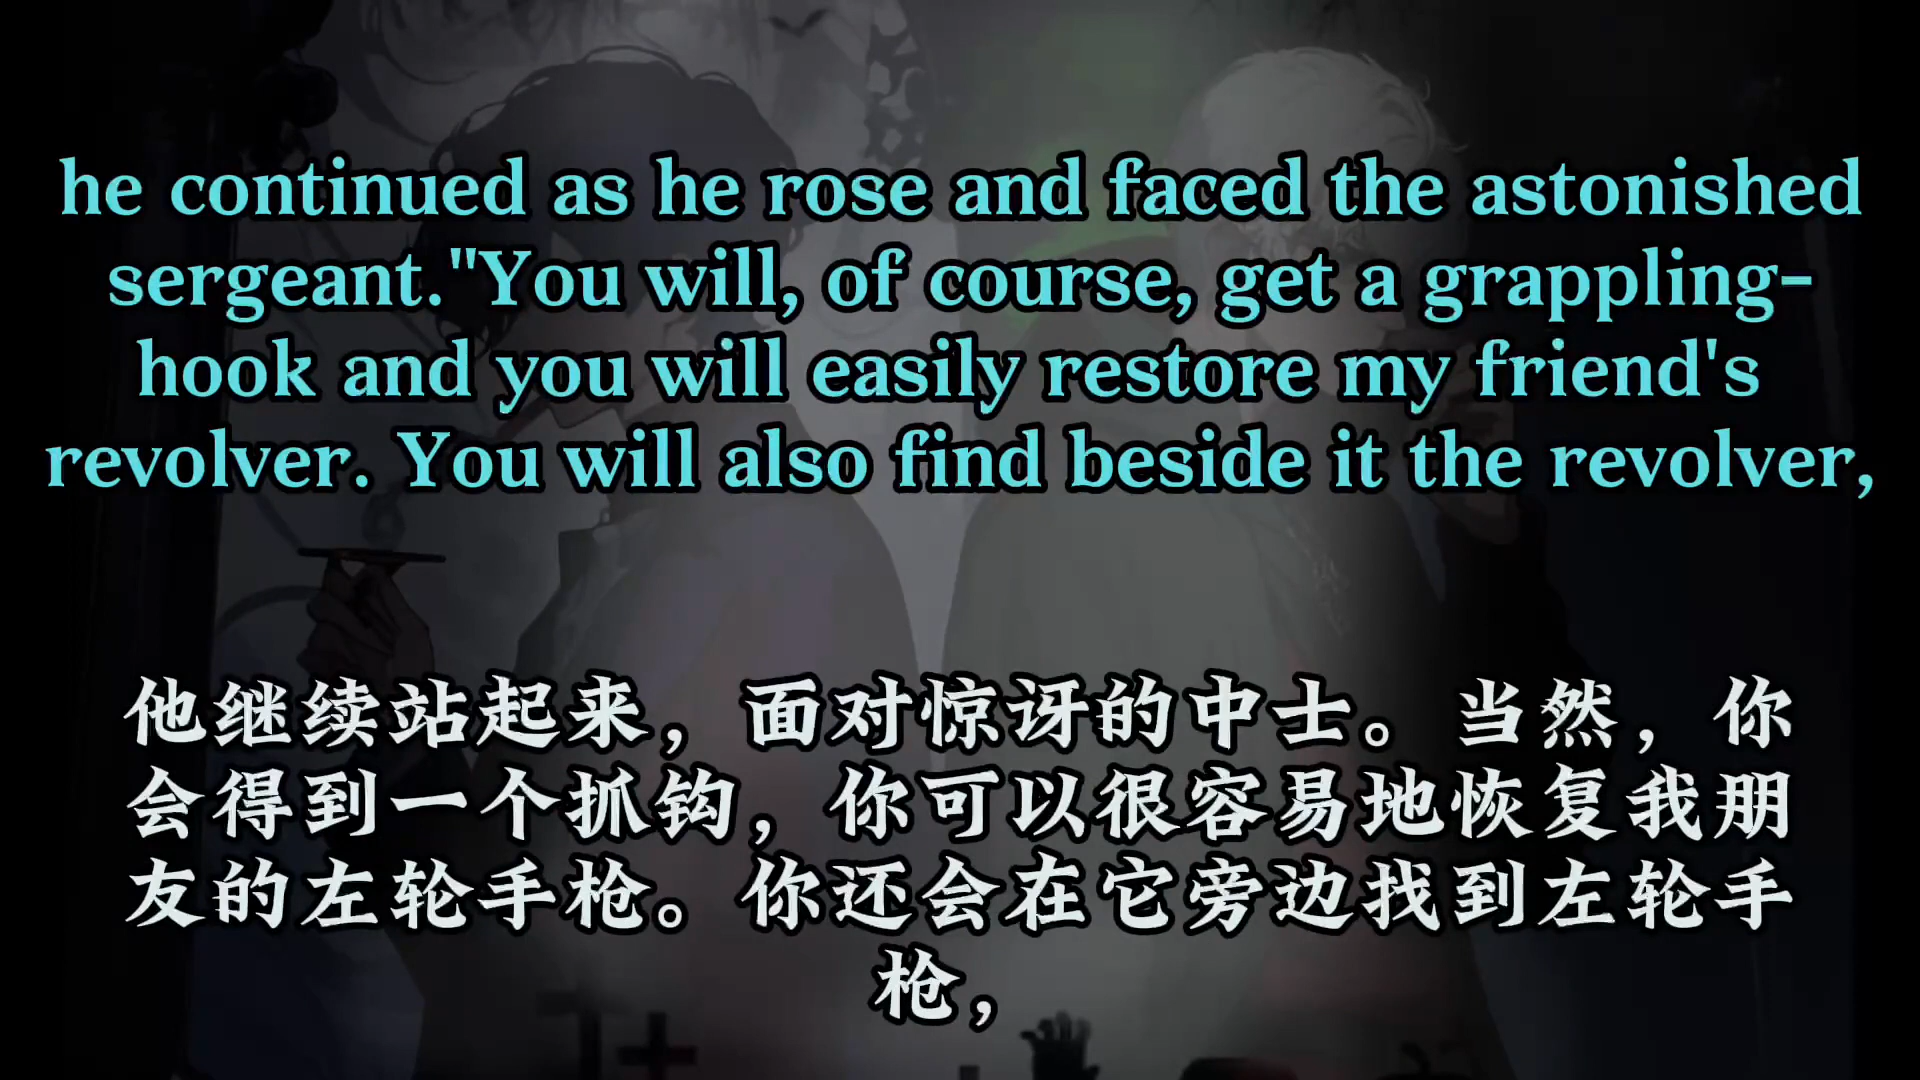 he continued as he rose and faced the astonished
sergeant."You will, of course, get a grappling-
hook and you will easily restore my friend's
revolver. You will also find beside it the revolver,
他继续站起来，面对惊讶的中士。当然，你
会得到一个抓钩，你可以很容易地恢复我朋
友的左轮手枪。你还会在它旁边找到左轮手
枪，